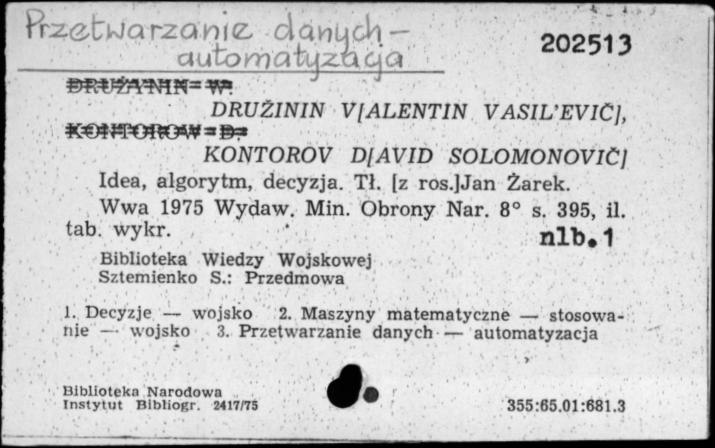 Przetwarzanie danych –
automatyzacja
202513
DRUŻYNIN W.
DRUŽININ V[ALENTIN VASIL'EVIČ],
KONTOROW D.
KONTOROV D[AVID SOLOMONOVIČ]
Idea, algorytm, decyzja. Tł. [z ros.]Jan Żarek.
Wwa 1975 Wydaw. Min. Obrony Nar. 8° s. 395, il.
tab. wykr. nlb.1
Biblioteka Wiedzy Wojskowej
Sztemienko S.: Przedmowa
1. Decyzje — wojsko 2. Maszyny matematyczne — stosowa-
nie — wojsko 3. Przetwarzanie danych — automatyzacja
Biblioteka Narodowa
Instytut Bibliogr. 2417/75
355:65.01:681.3